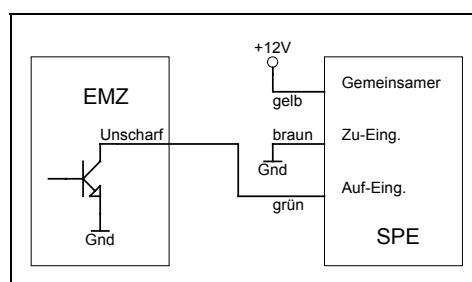 +12V
EMZ
Gemeinsamer
gelb
Unscharf
braun
Zu-Eing.
Gnd
Auf-Eing.
grün
Gnd
SPE